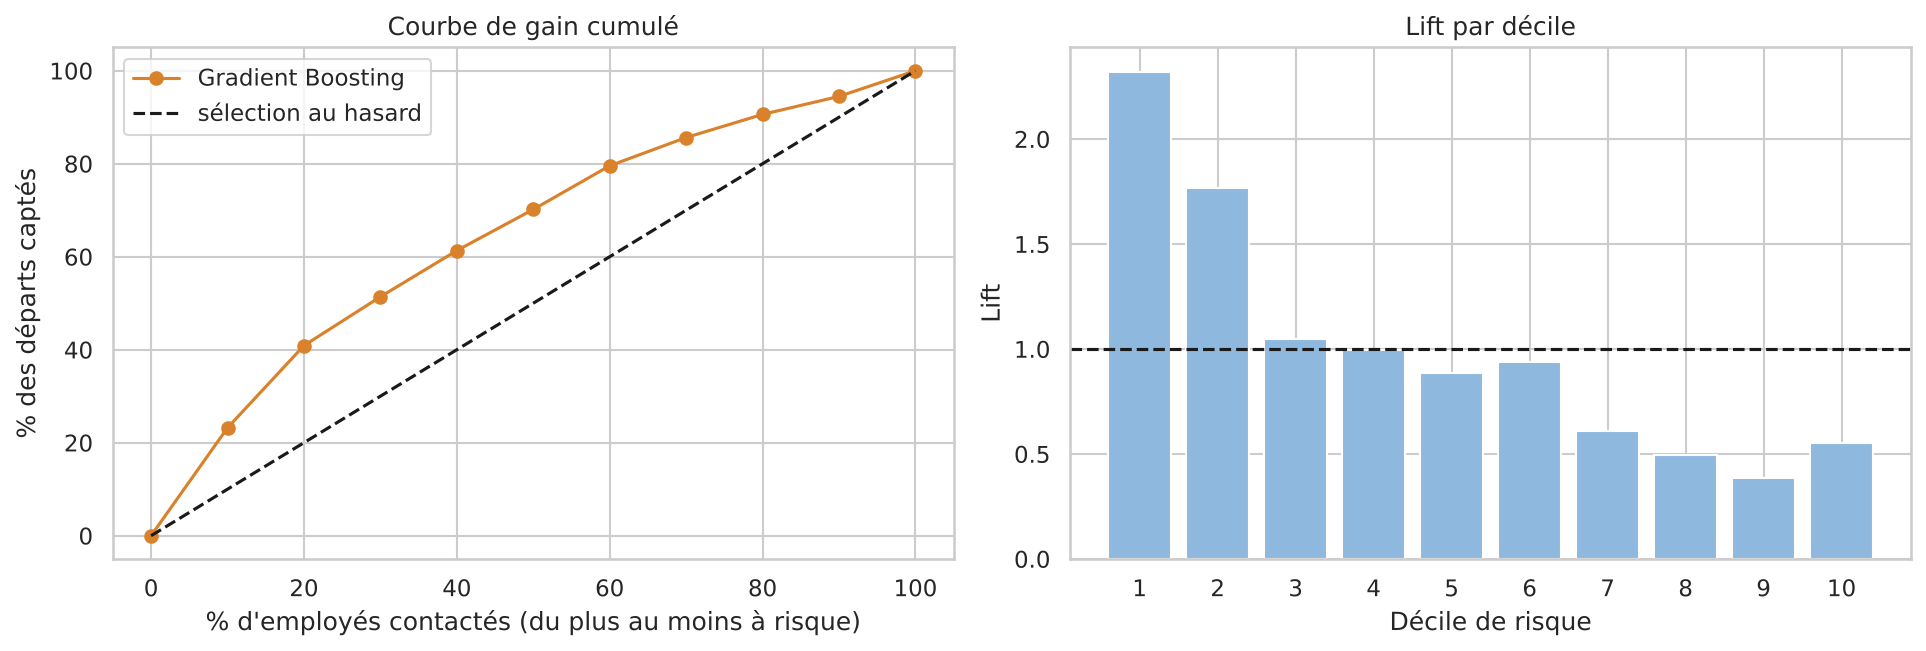 Courbe de gain cumulé
Gradient Boosting
sélection au hasard
100
80
60
40
20
0
% des départs captés
0 20 40 60 80 100
% d'employés contactés (du plus au moins à risque)
Lift par décile
2.0
1.5
1.0
0.5
0.0
Lift
1 2 3 4 5 6 7 8 9 10
Décile de risque